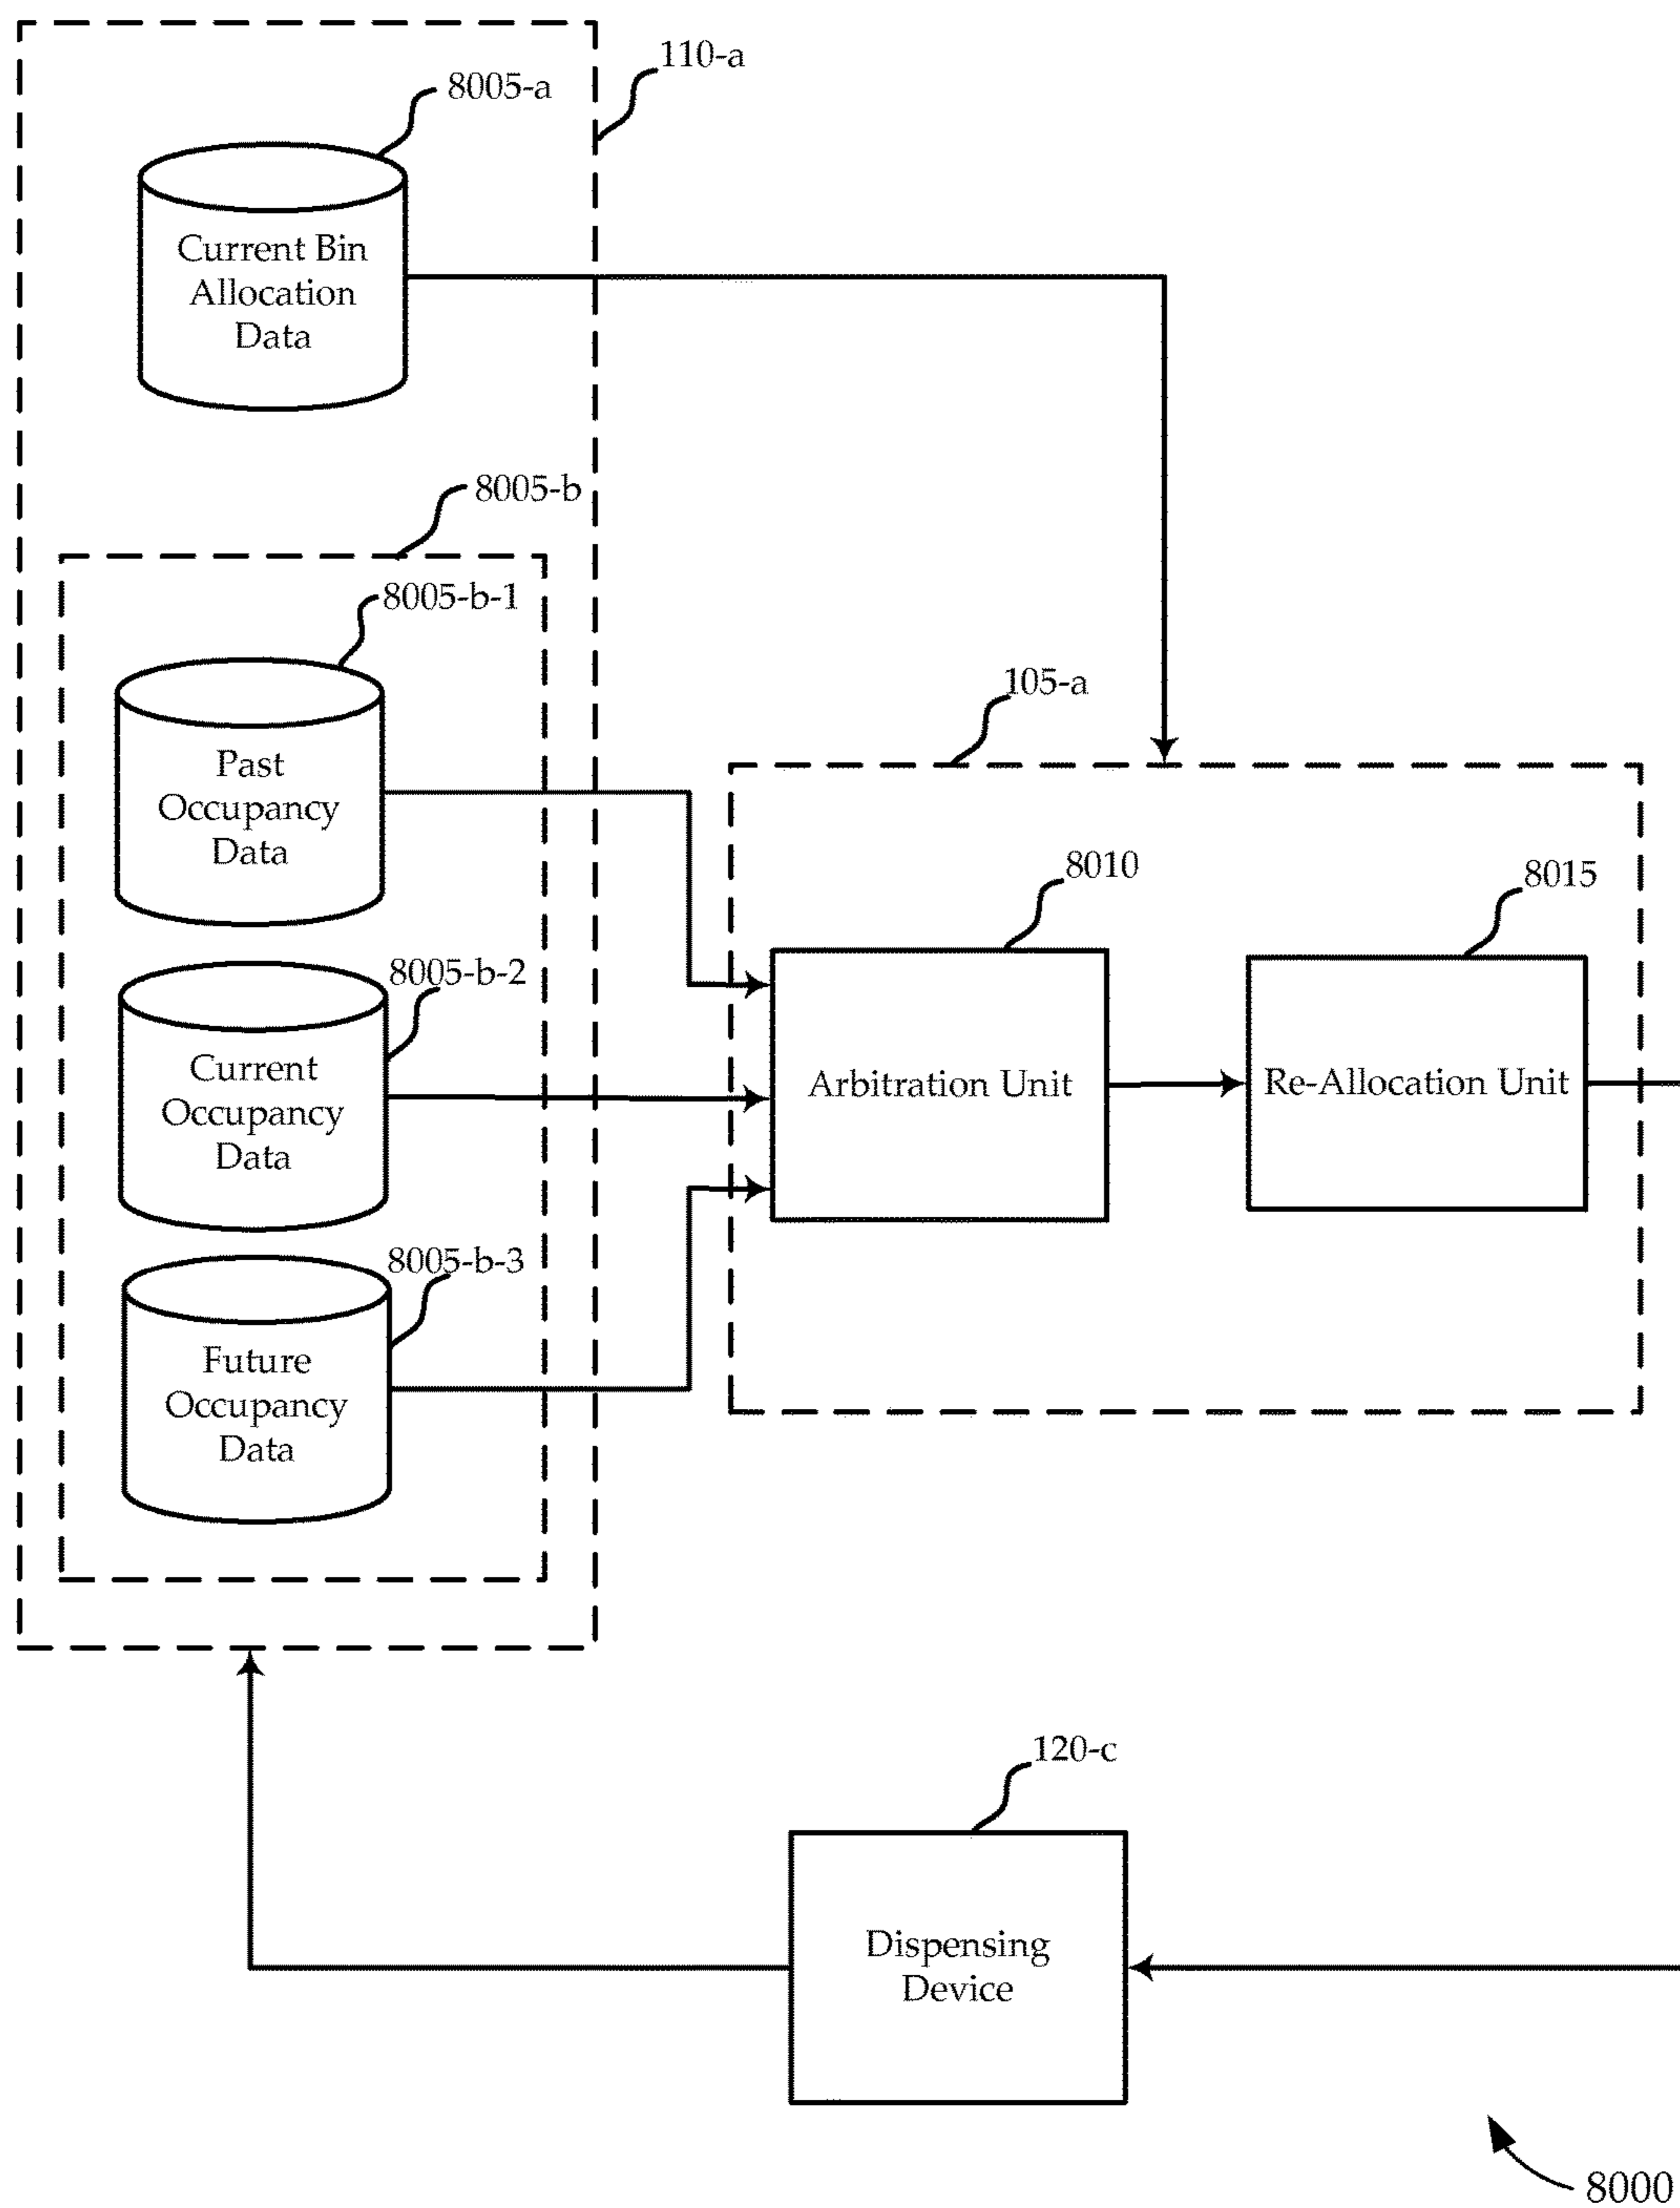 110-a
8005-a
Current Bin
Allocation
Data
8005-b
8005-b-1
Past
Occupancy
Data
105-a
8010
8015
8005-b-2
Current
Occupancy
Data
Arbitration Unit
Re-Allocation Unit
8005-b-3
Future
Occupancy
Data
120-c
Dispensing
Device
8000